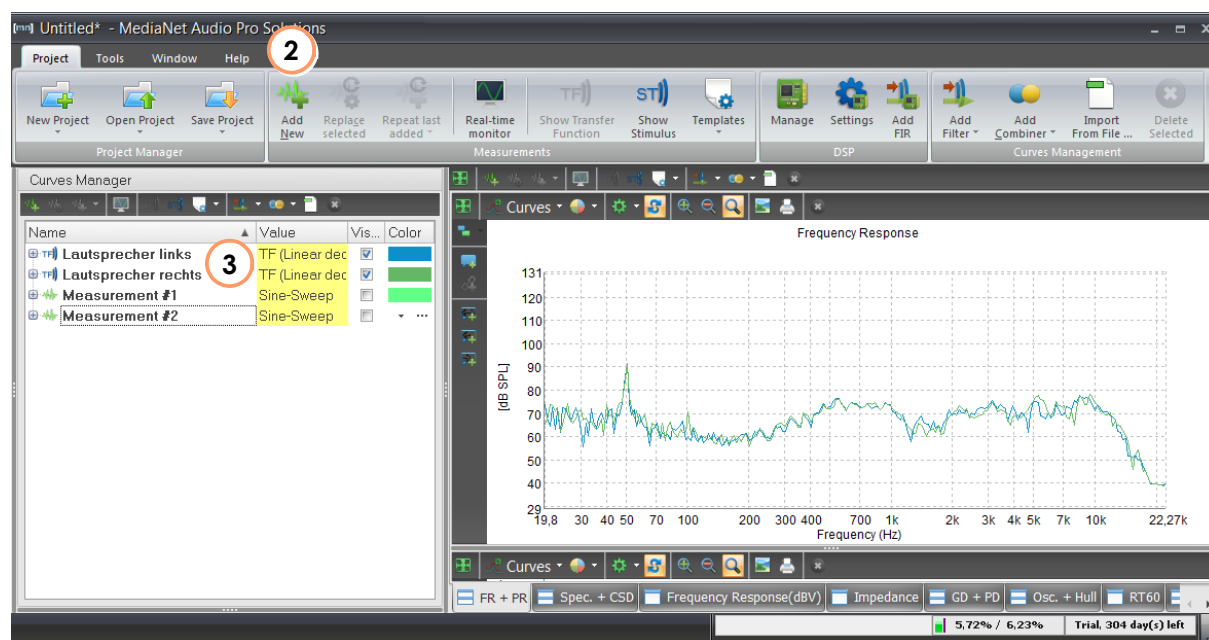 [mn] Untitled* - MediaNet Audio Pro Solutions
2
Project Tools Window Help
New Project Open Project Save Project
Add New
Replace selected
Repeat last added
Real-time monitor
TF
Show Transfer Function
ST
Show Stimulus
Templates
Manage
Settings
Add FIR
Add Filter
Add Combiner
Import From File ...
Delete Selected
Project Manager Measurements DSP Curves Management
Curves Manager
Name Value Vis... Color
TF Lautsprecher links TF (Linear dec
3
TF Lautsprecher rechts TF (Linear dec
Measurement #1 Sine-Sweep
Measurement #2 Sine-Sweep ...
Curves
Frequency Response
131
120
110
100
90
80
70
60
50
40
29
[dB SPL]
19,8 30 40 50 70 100 200 300 400 700 1k 2k 3k 4k 5k 7k 10k 22,27k
Frequency (Hz)
Curves
FR + PR Spec. + CSD Frequency Response(dBV) Impedance GD + PD Osc. + Hull RT60
5,72% / 6,23% Trial, 304 day(s) left